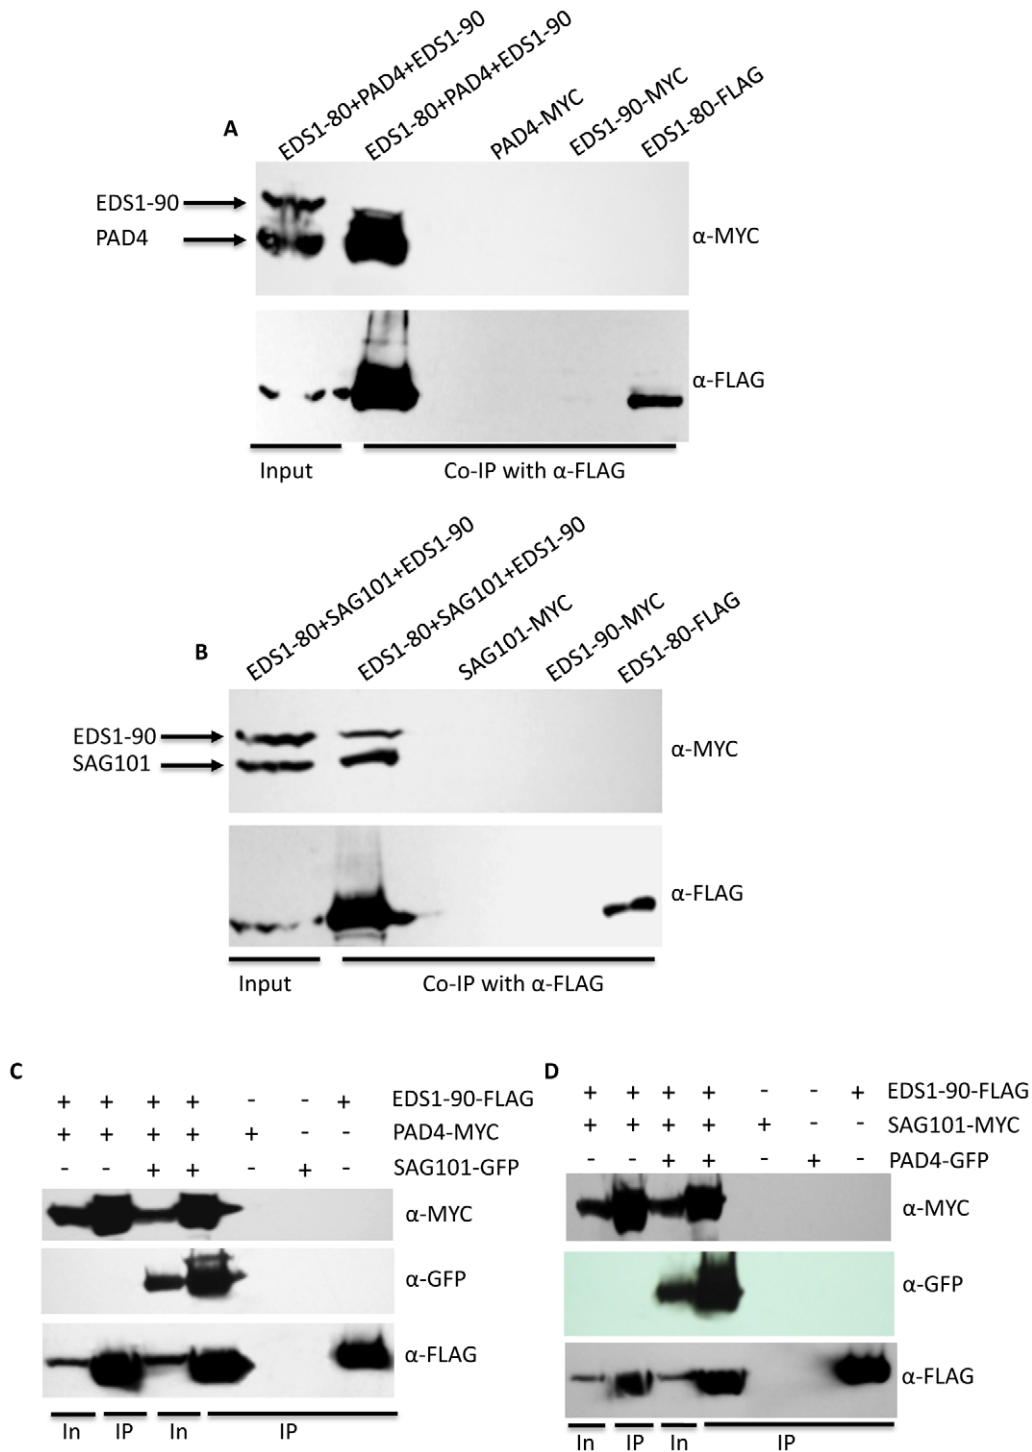 A
EDS1-80+PAD4+EDS1-90
EDS1-80+PAD4+EDS1-90
PAD4-MYC
EDS1-90-MYC
EDS1-80-FLAG
EDS1-90
PAD4
α-MYC
α-FLAG
Input Co-IP with α-FLAG
B
EDS1-80+SAG101+EDS1-90
EDS1-80+SAG101+EDS1-90
SAG101-MYC
EDS1-90-MYC
EDS1-80-FLAG
EDS1-90
SAG101
α-MYC
α-FLAG
Input Co-IP with α-FLAG
C
+ + + + - - + EDS1-90-FLAG
+ + + + + - - PAD4-MYC
- - + + - + - SAG101-GFP
α-MYC
α-GFP
α-FLAG
In IP In IP
D
+ + + + - - + EDS1-90-FLAG
+ + + + + - - SAG101-MYC
- - + + - + - PAD4-GFP
α-MYC
α-GFP
α-FLAG
In IP In IP